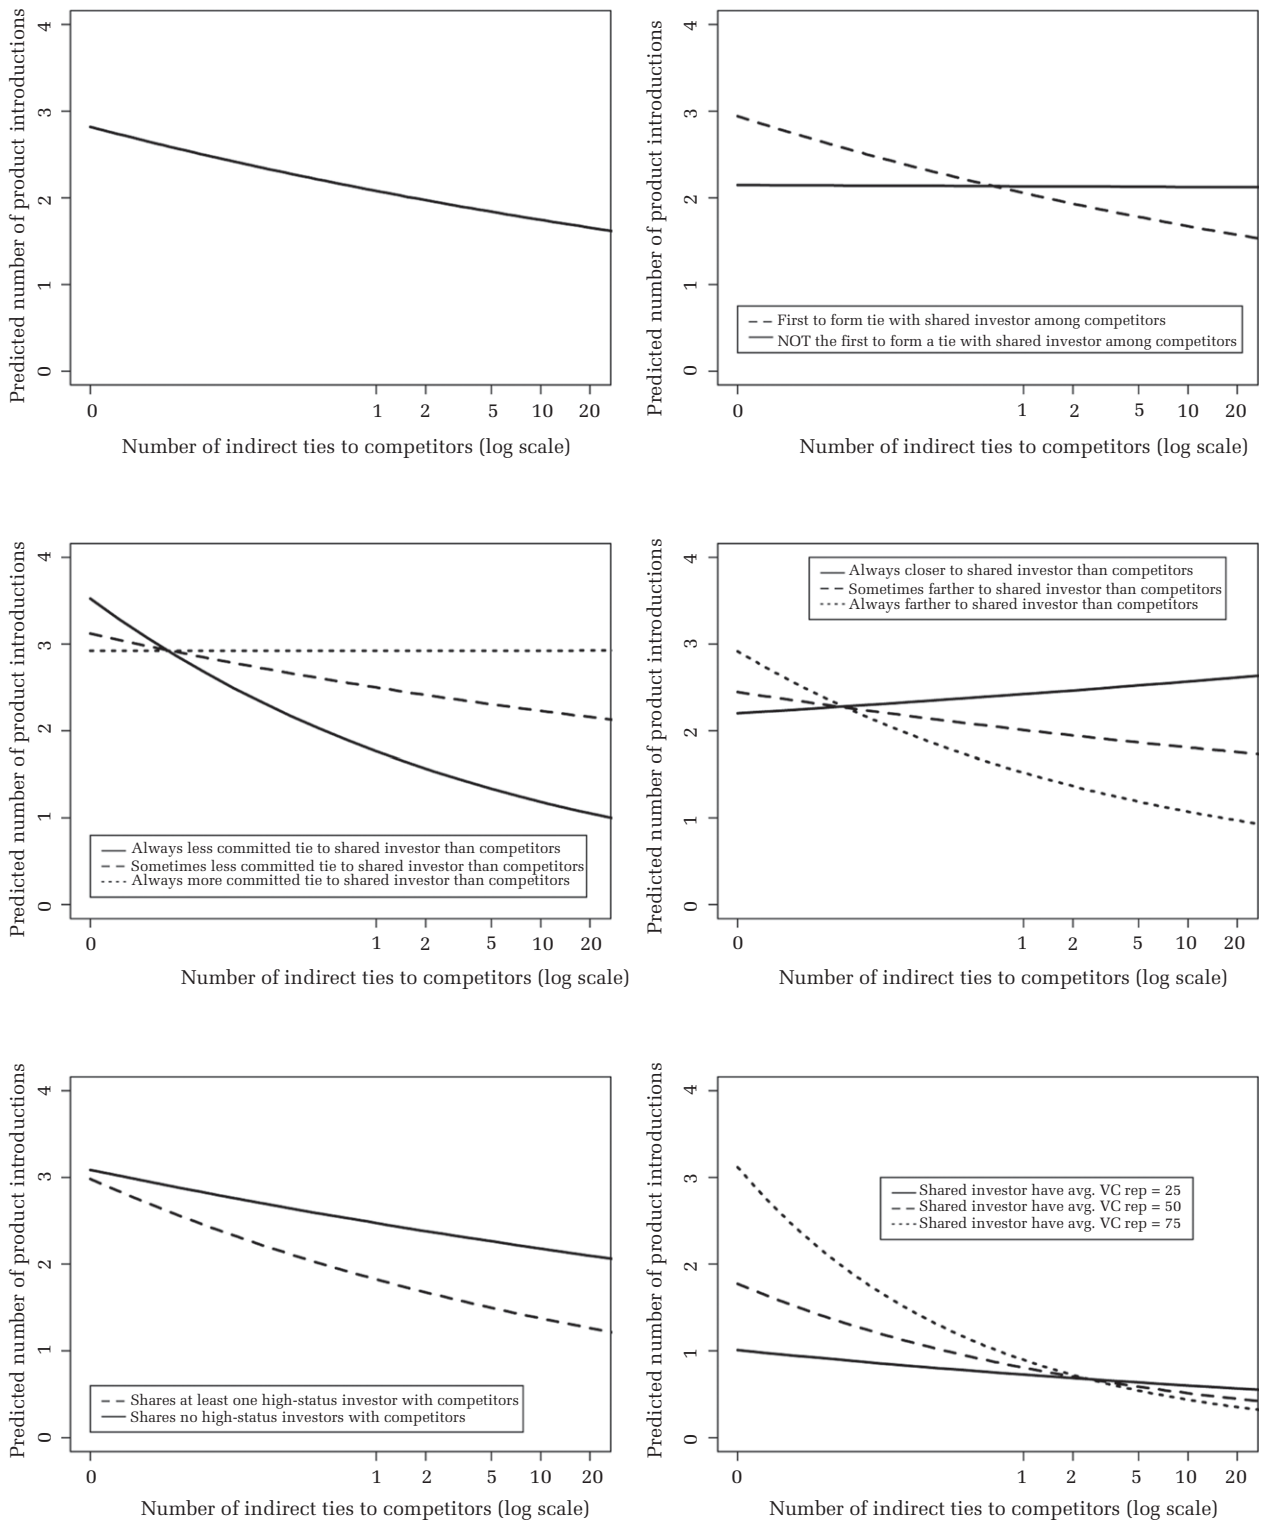 Predicted number of product introductions
4
3
2
1
0
0 1 2 5 10 20
Number of indirect ties to competitors (log scale)
Predicted number of product introductions
4
3
2
1
0
First to form tie with shared investor among competitors
NOT the first to form a tie with shared investor among competitors
0 1 2 5 10 20
Number of indirect ties to competitors (log scale)
Predicted number of product introductions
4
3
2
1
0
Always less committed tie to shared investor than competitors
Sometimes less committed tie to shared investor than competitors
Always more committed tie to shared investor than competitors
0 1 2 5 10 20
Number of indirect ties to competitors (log scale)
Predicted number of product introductions
4
3
2
1
0
Always closer to shared investor than competitors
Sometimes farther to shared investor than competitors
Always farther to shared investor than competitors
0 1 2 5 10 20
Number of indirect ties to competitors (log scale)
Predicted number of product introductions
4
3
2
1
0
Shares at least one high-status investor with competitors
Shares no high-status investors with competitors
0 1 2 5 10 20
Number of indirect ties to competitors (log scale)
Predicted number of product introductions
4
3
2
1
0
Shared investor have avg. VC rep = 25
Shared investor have avg. VC rep = 50
Shared investor have avg. VC rep = 75
0 1 2 5 10 20
Number of indirect ties to competitors (log scale)